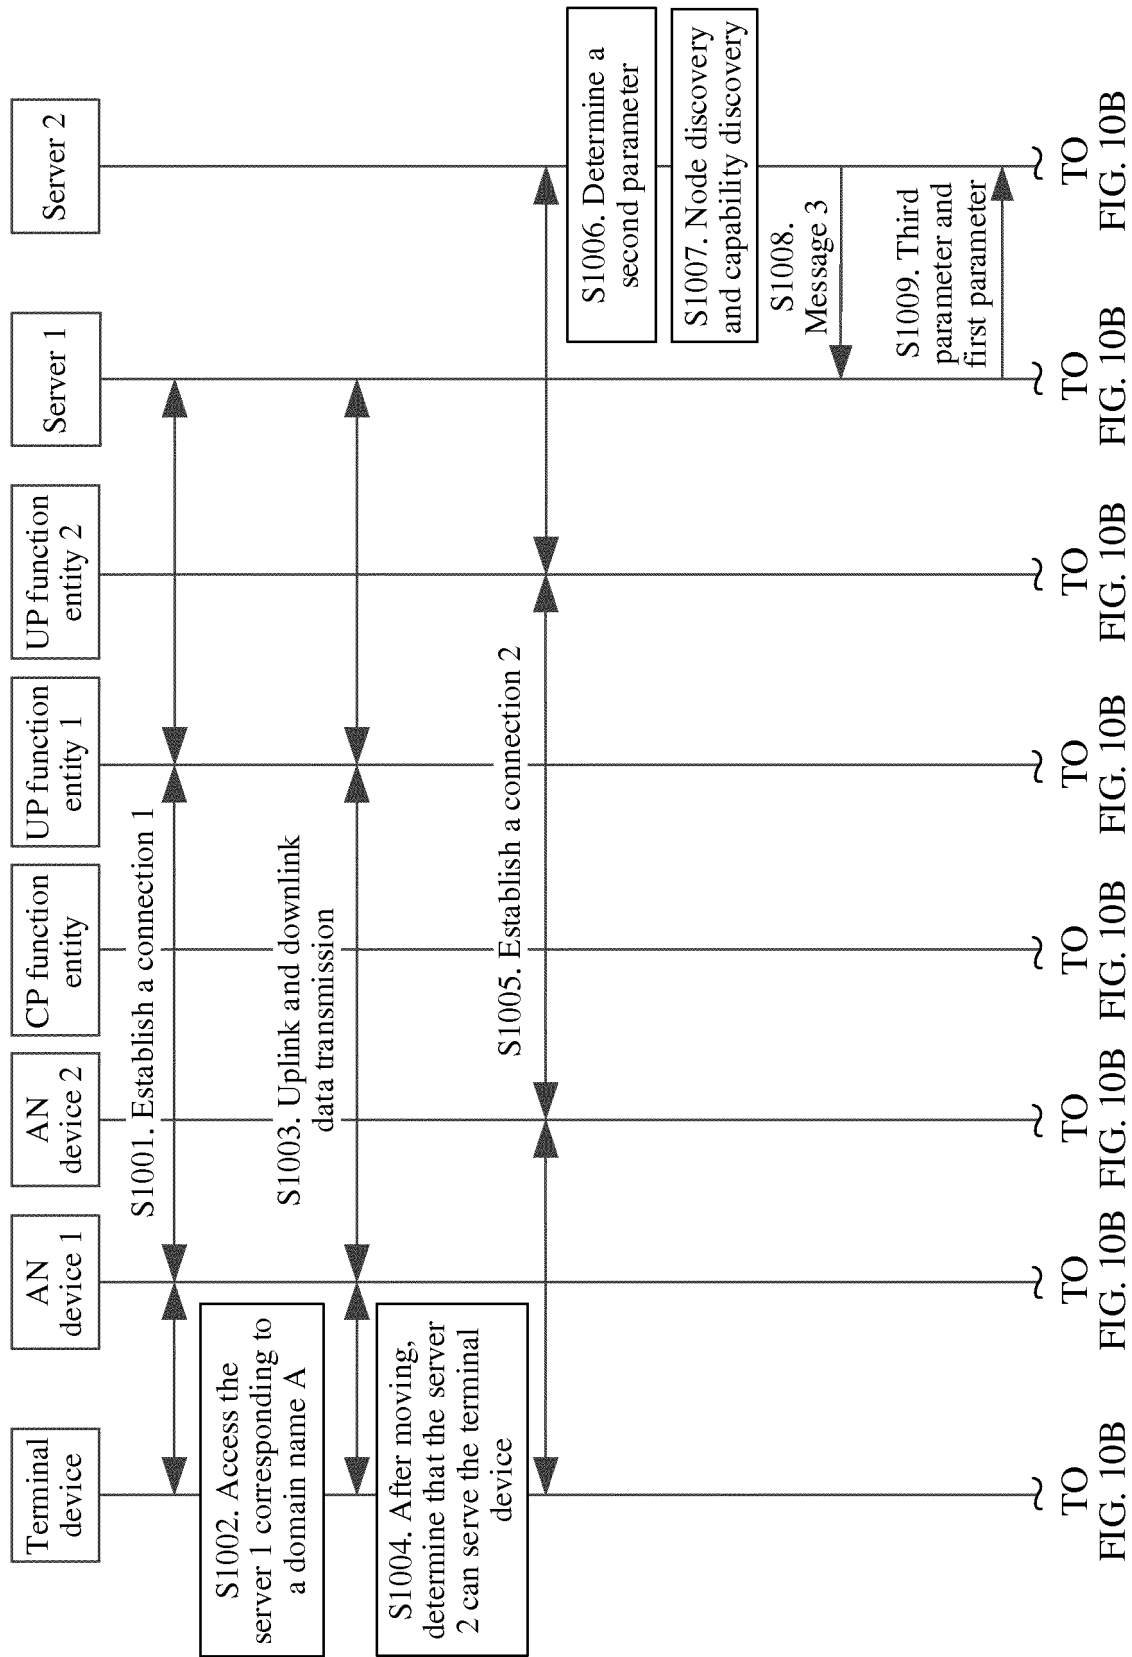 Terminal
device
AN
device 1
AN
device 2
CP function
entity
UP function
entity 1
UP function
entity 2
Server 1
Server 2
S1001. Establish a connection 1
S1002. Access the
server 1 corresponding to
a domain name A
S1003. Uplink and downlink
data transmission
S1004. After moving,
determine that the server
2 can serve the terminal
device
S1005. Establish a connection 2
S1006. Determine a
second parameter
S1007. Node discovery
and capability discovery
S1008.
Message 3
S1009. Third
parameter and
first parameter
TO
FIG. 10B
TO
FIG. 10B
TO
FIG. 10B
TO
FIG. 10B
TO
FIG. 10B
TO
FIG. 10B
TO
FIG. 10B
TO
FIG. 10B